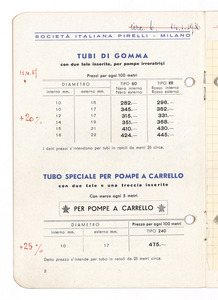 SOCIETÀ ITALIANA PIRELLI - MILANO
TUBI DI GOMMA
con due tele inserite, per pompe irroratrici
Prezzi per ogni 100 metri
DIAMETRO TIPO 60 TIPO 88
interno mm. esterno mm. Nero interno Rosso interno
Nero esterno Rosso esterno
10 15 282.— 296.—
10 17 345.— 363.—
12 17 315.— 331.—
13 18 351.— 368.—
15 21 410.— 430.—
16 22 424.— 445.—
+20%
I dati prezzi s'intendono per tubi in rotoli da metri 25 circa.
TUBO SPECIALE PER POMPE A CARRELLO
con due tele e una treccia inserite
Con marca ogni 5 metri
★ PER POMPE A CARRELLO ★
DIAMETRO Prezzo per ogni 100 metri
interno mm. esterno mm. TIPO 240
10 17 475.—
+25%
Detto prezzo s'intende per tubo in rotoli da metri 25 circa.
2